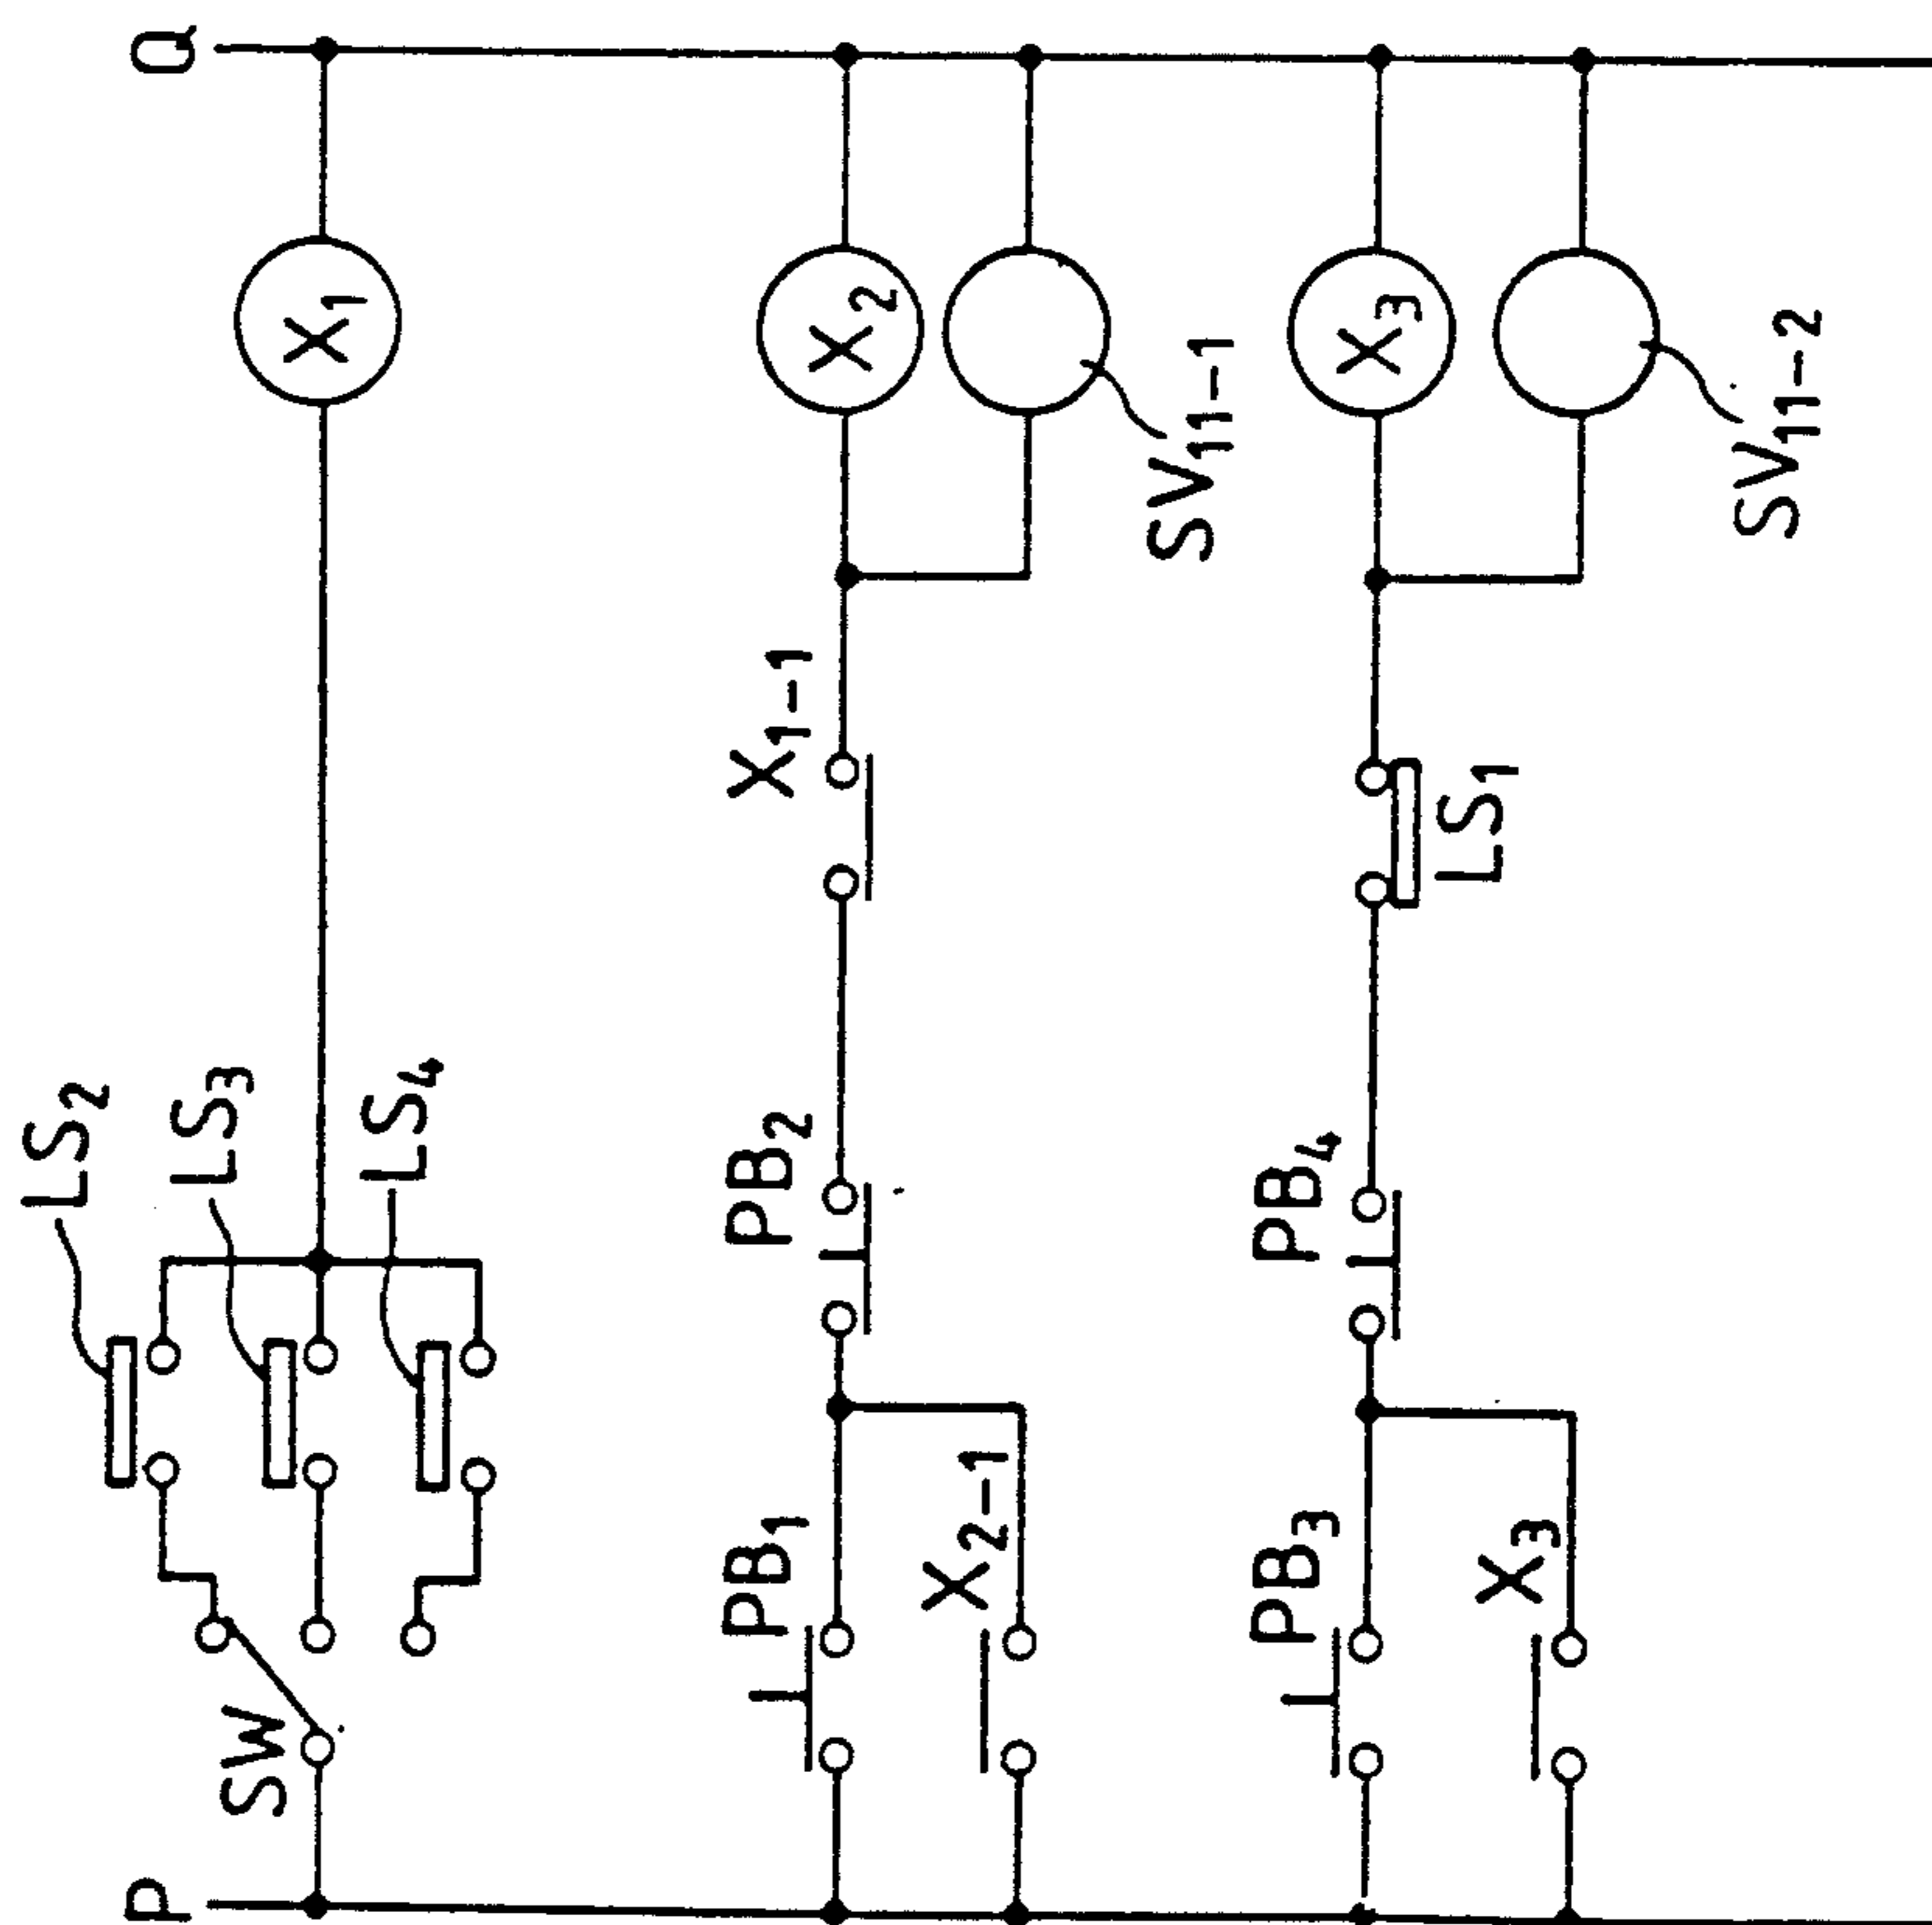 P
Q
SW
LS2
LS3
LS4
X1
PB1
PB2
X1-1
X2
X2-1
SV11-1
PB3
PB4
LS1
X3
X3
SV11-2